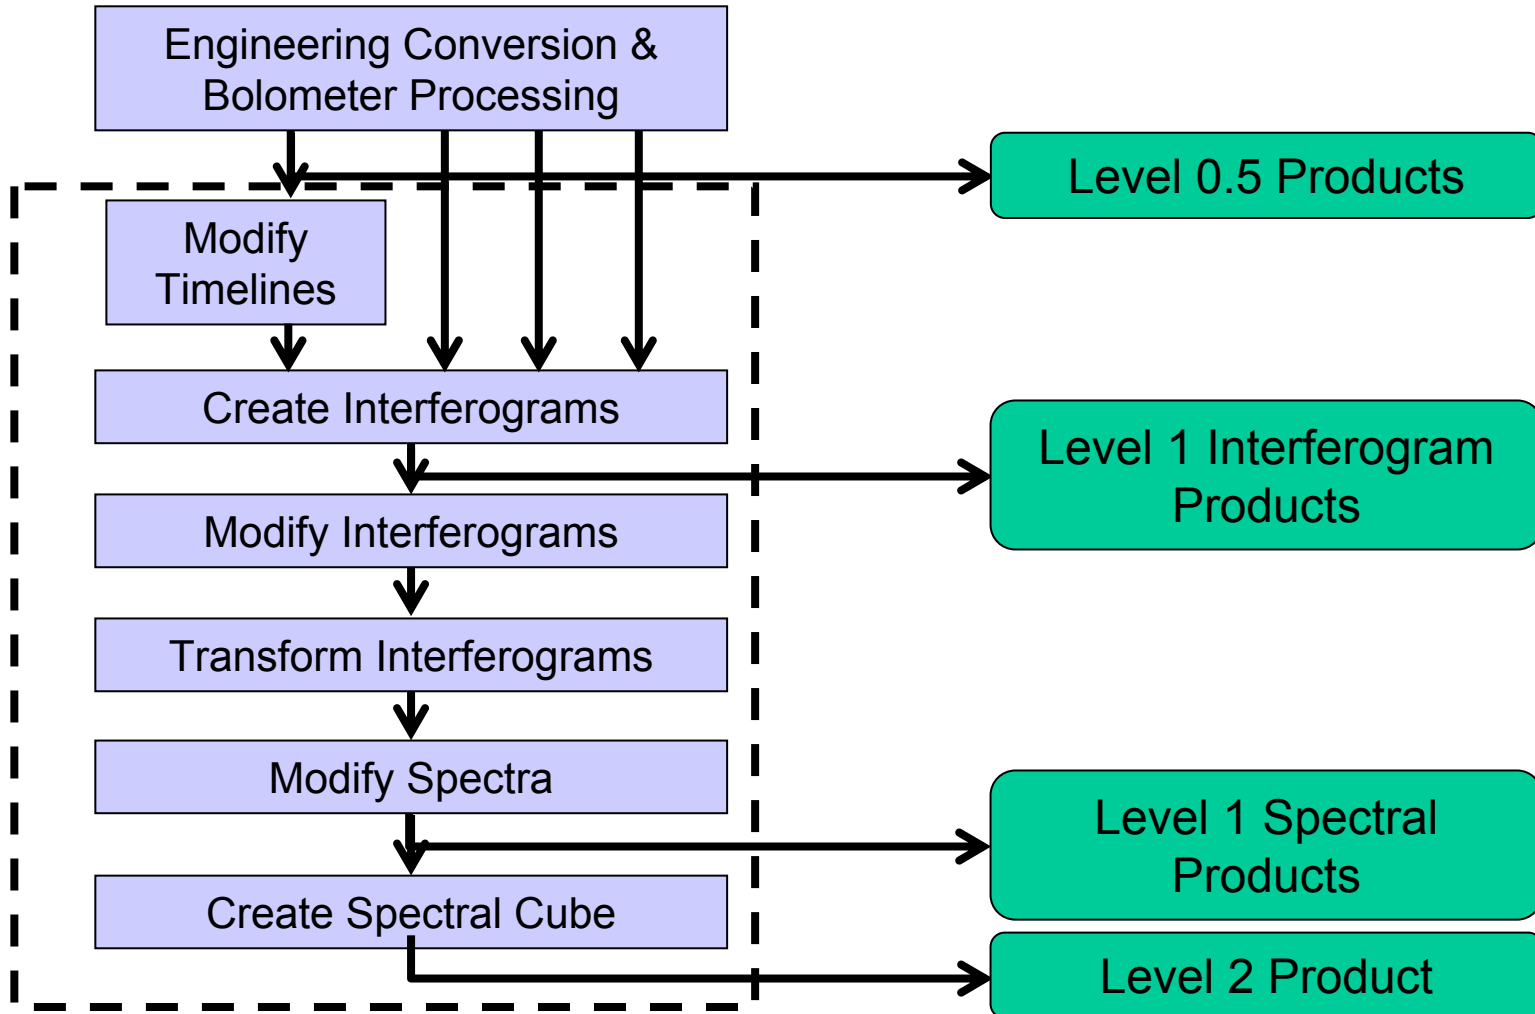 Engineering Conversion &
Bolometer Processing
Level 0.5 Products
Modify
Timelines
Create Interferograms
Level 1 Interferogram
Products
Modify Interferograms
Transform Interferograms
Modify Spectra
Level 1 Spectral
Products
Create Spectral Cube
Level 2 Product